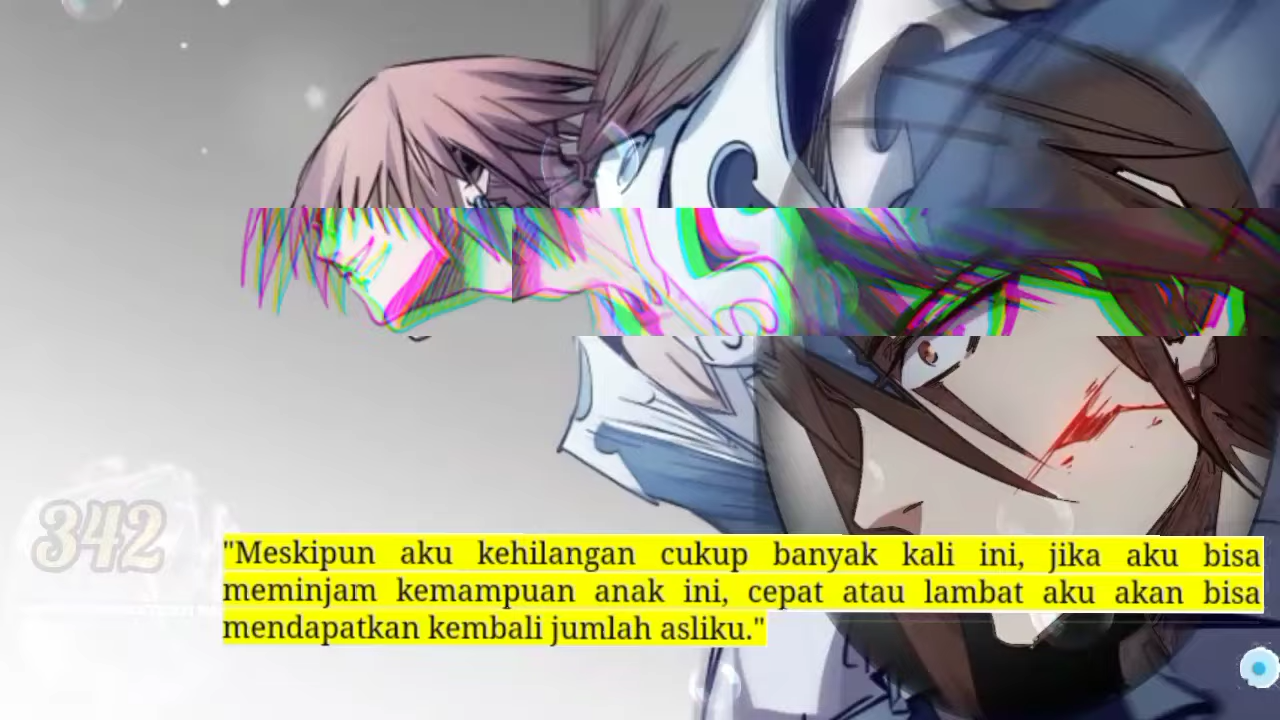 342
"Meskipun aku kehilangan cukup banyak kali ini, jika aku bisa
meminjam kemampuan anak ini, cepat atau lambat aku akan bisa
mendapatkan kembali jumlah asliku."